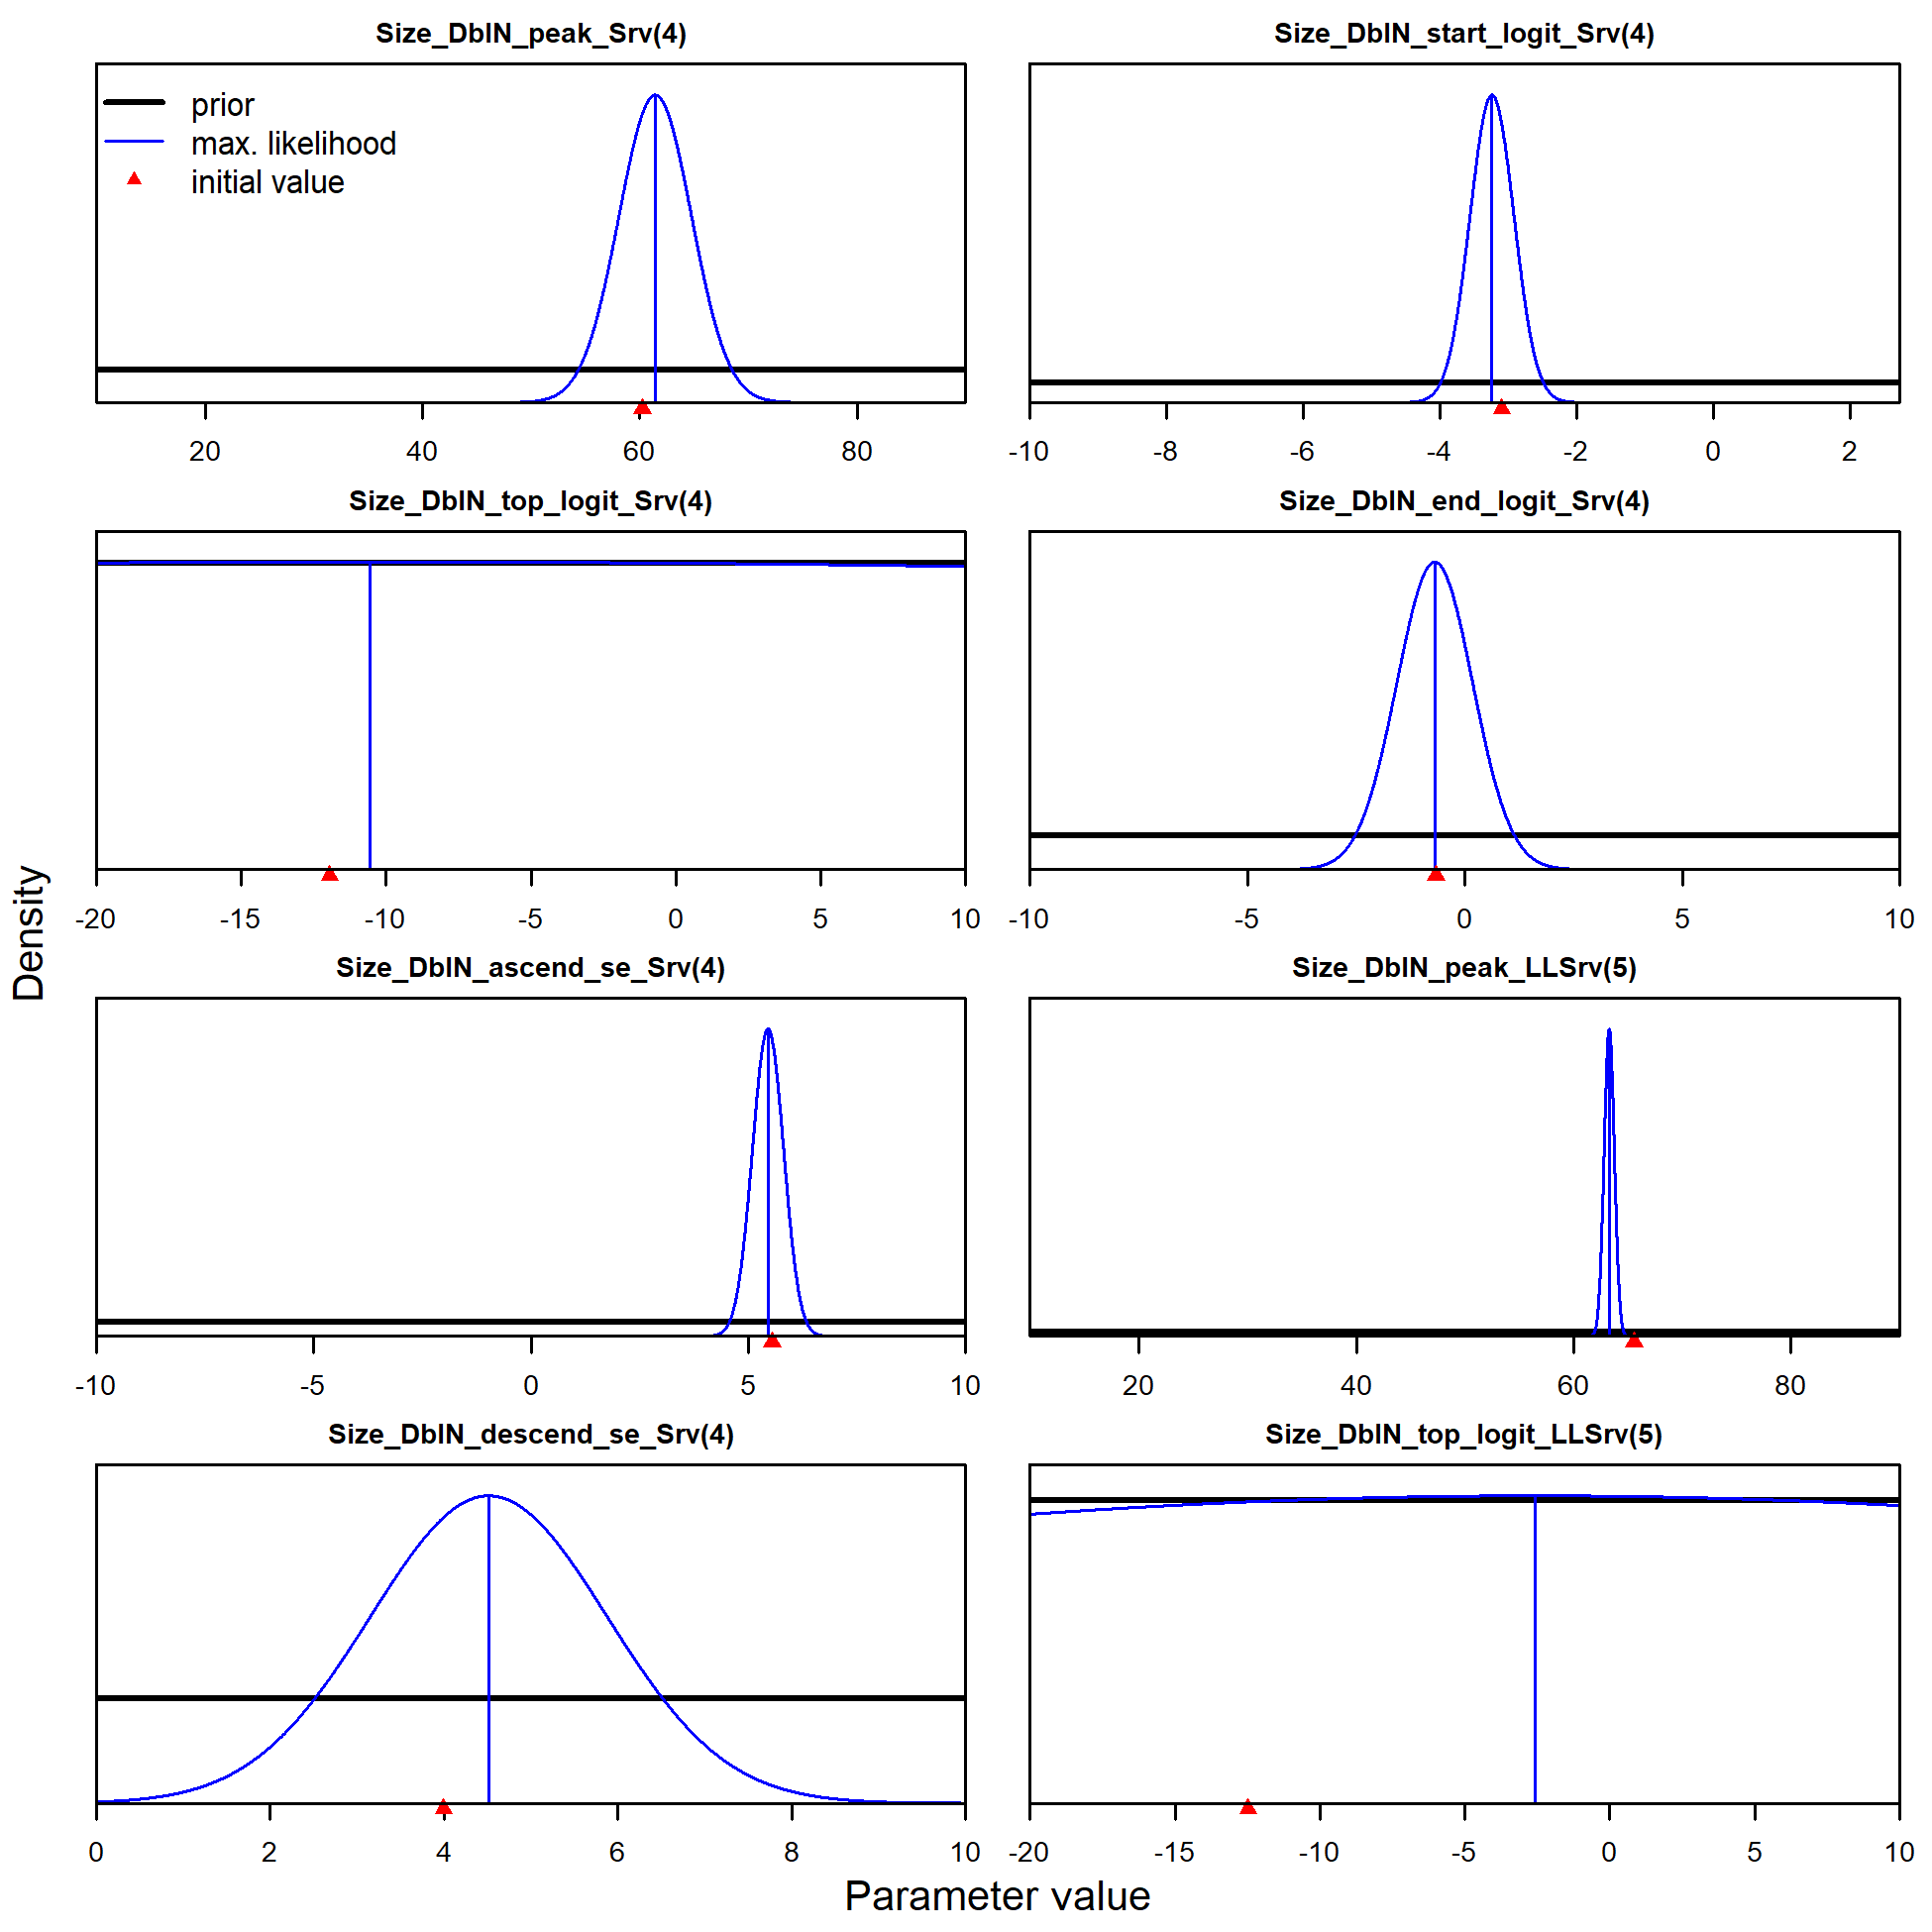 Size_DblN_peak_Srv(4)
prior
max. likelihood
initial value
20 40 60 80
Size_DblN_start_logit_Srv(4)
-10 -8 -6 -4 -2 0 2
Size_DblN_top_logit_Srv(4)
-20 -15 -10 -5 0 5 10
Size_DblN_end_logit_Srv(4)
-10 -5 0 5 10
Size_DblN_ascend_se_Srv(4)
-10 -5 0 5 10
Size_DblN_peak_LLSrv(5)
20 40 60 80
Size_DblN_descend_se_Srv(4)
0 2 4 6 8 10
Size_DblN_top_logit_LLSrv(5)
-20 -15 -10 -5 0 5 10
Density
Parameter value